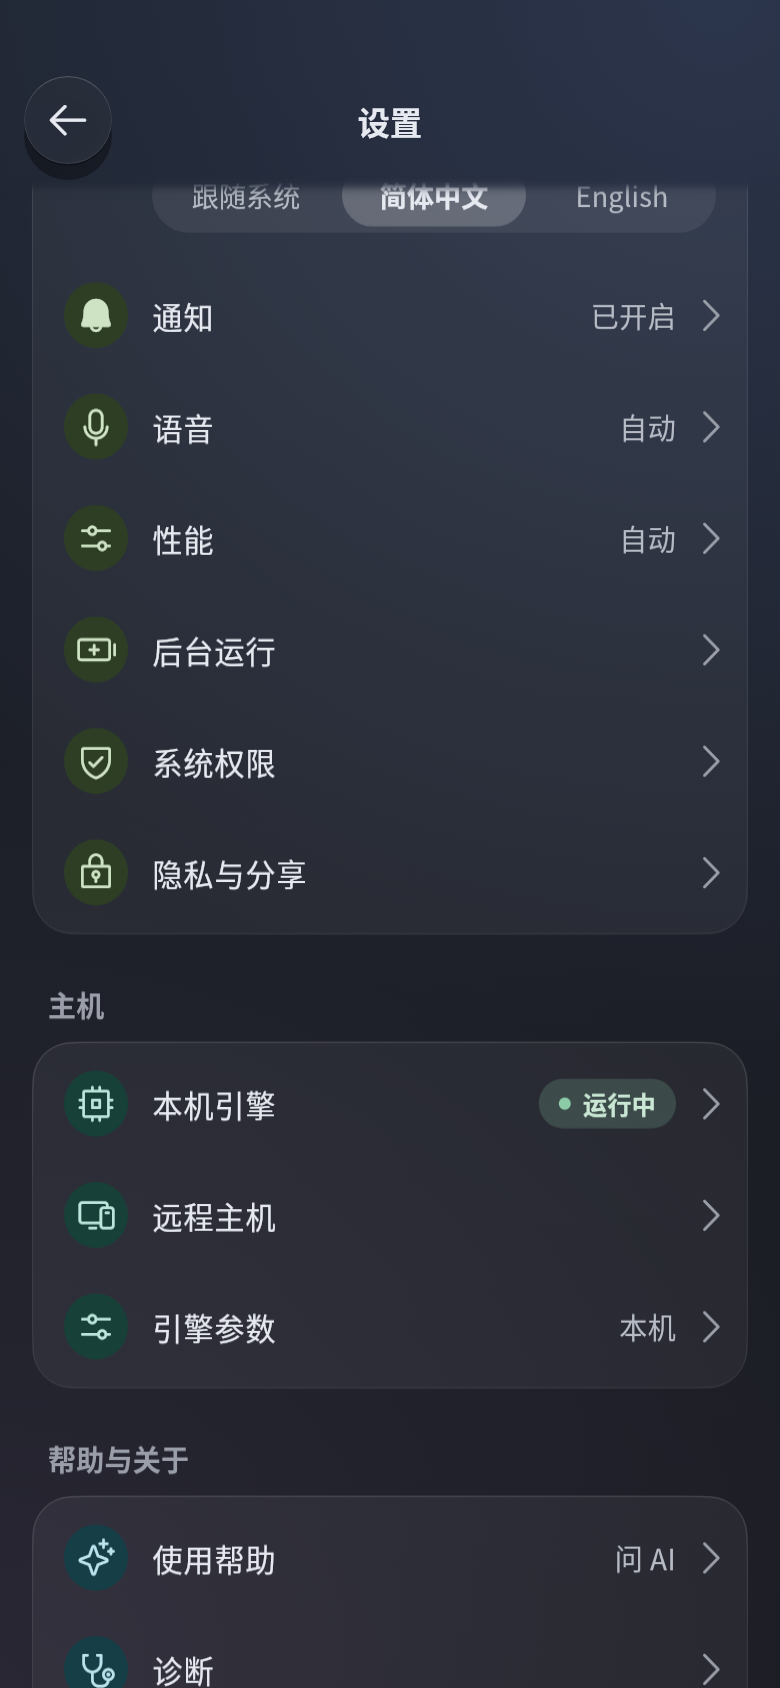 设置
跟随系统 简体中文 English
通知 已开启
语音 自动
性能 自动
后台运行
系统权限
隐私与分享
主机
本机引擎 运行中
远程主机
引擎参数 本机
帮助与关于
使用帮助 问 AI
诊断